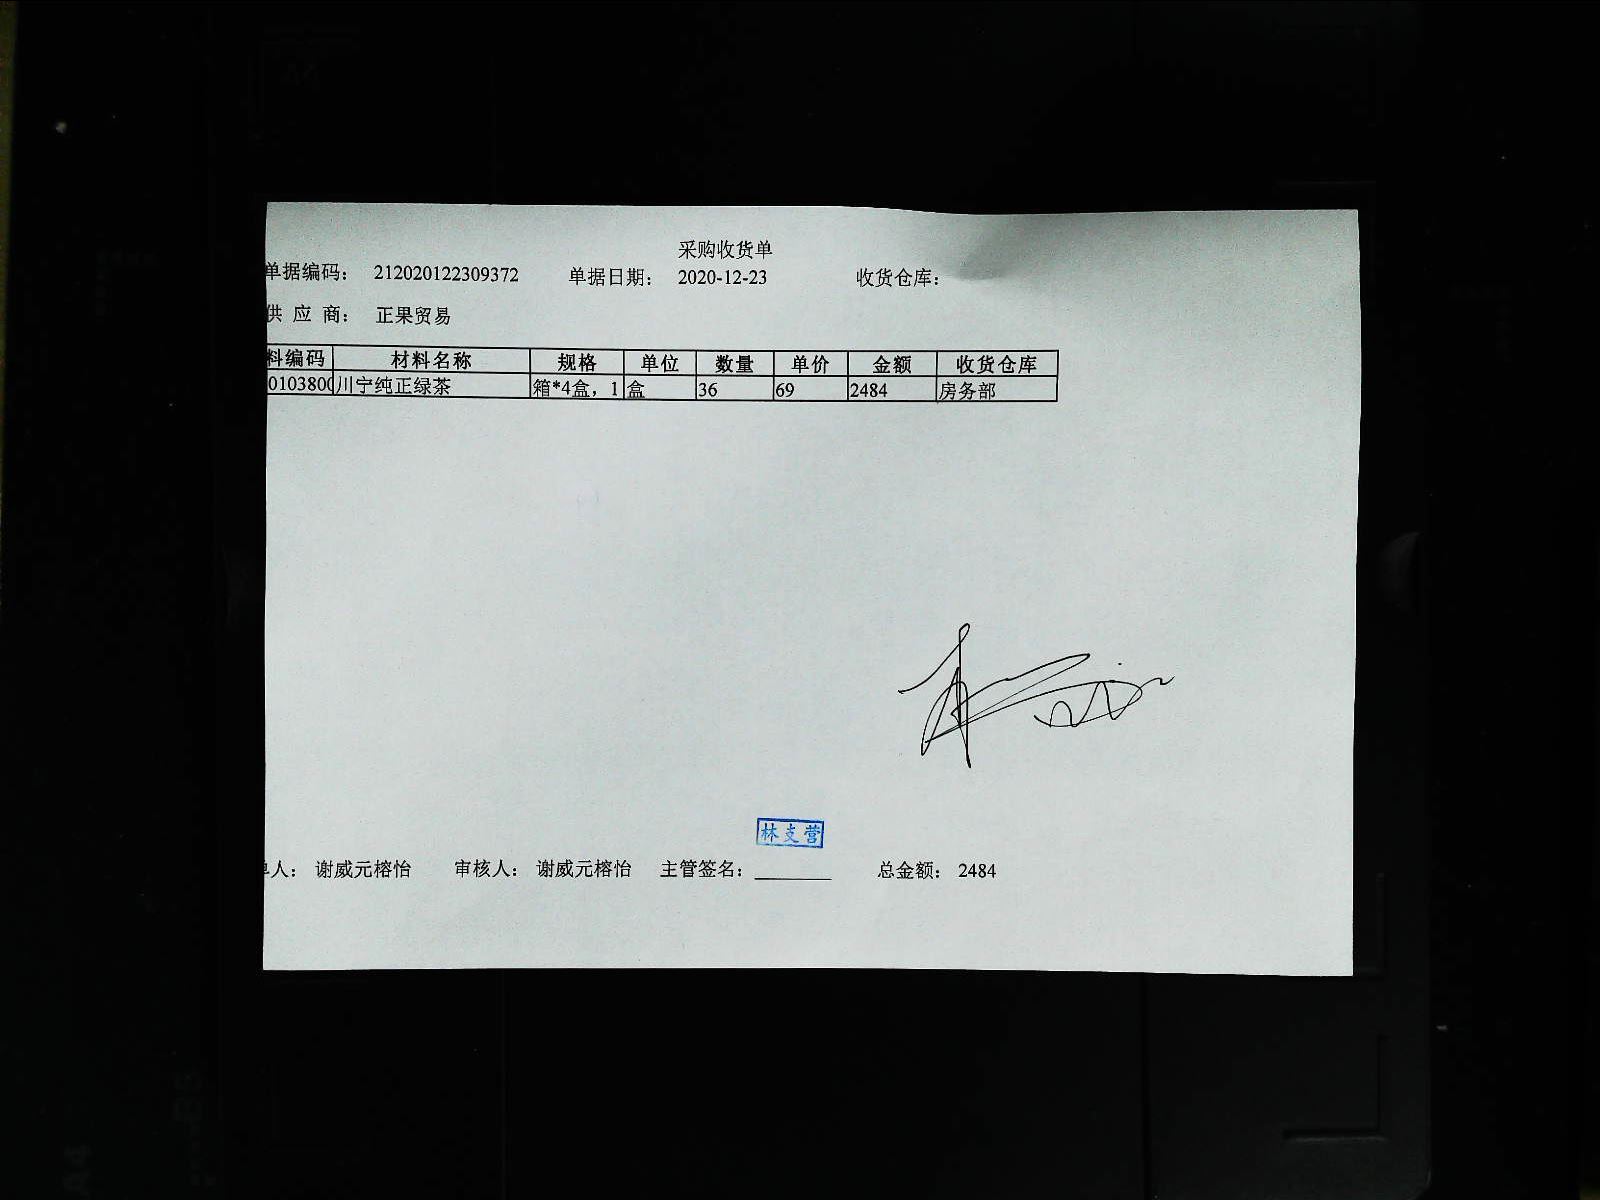 采购收货单
单据编码： 212020122309372 单据日期： 2020-12-23 收货仓库：
供 应 商： 正果贸易
料编码 材料名称 规格 单位 数量 单价 金额 收货仓库
0103800 川宁纯正绿茶 箱*4盒，1 盒 36 69 2484 房务部
林支营
人： 谢威元榕怡 审核人： 谢威元榕怡 主管签名：________ 总金额： 2484